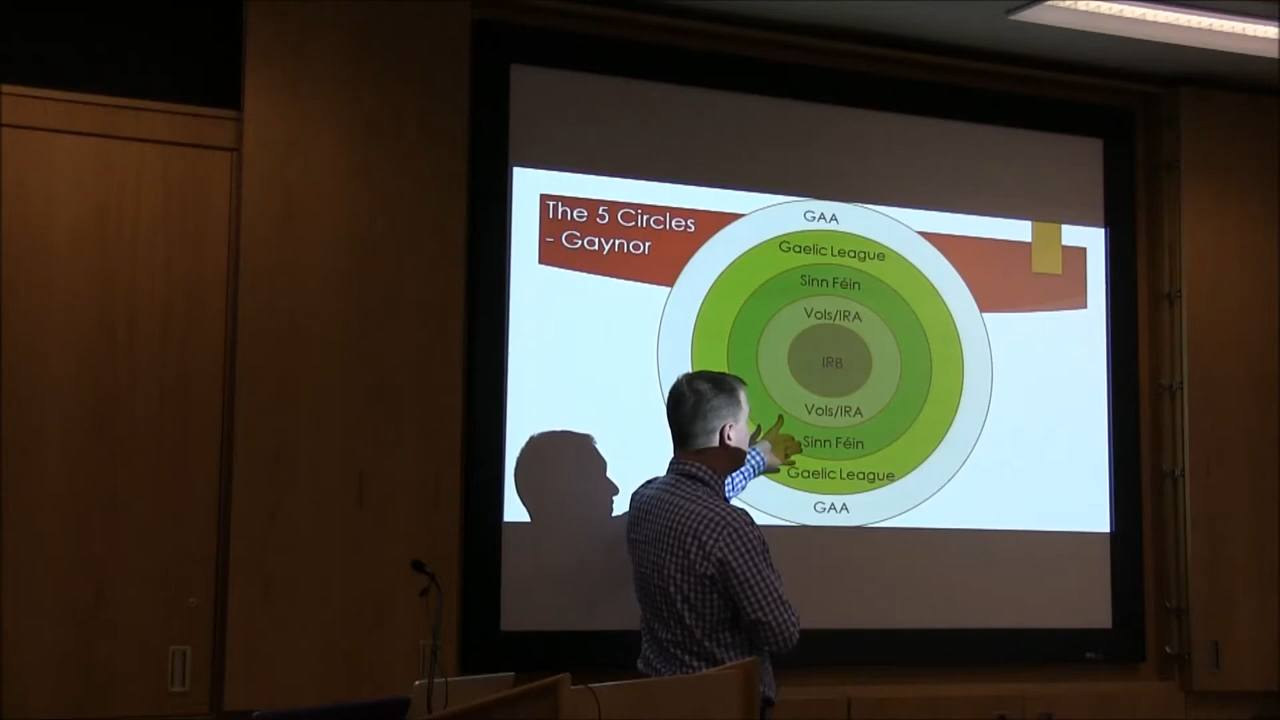 The 5 Circles
- Gaynor
GAA
Gaelic League
Sinn Féin
Vols/IRA
IRB
Vols/IRA
Sinn Féin
Gaelic League
GAA